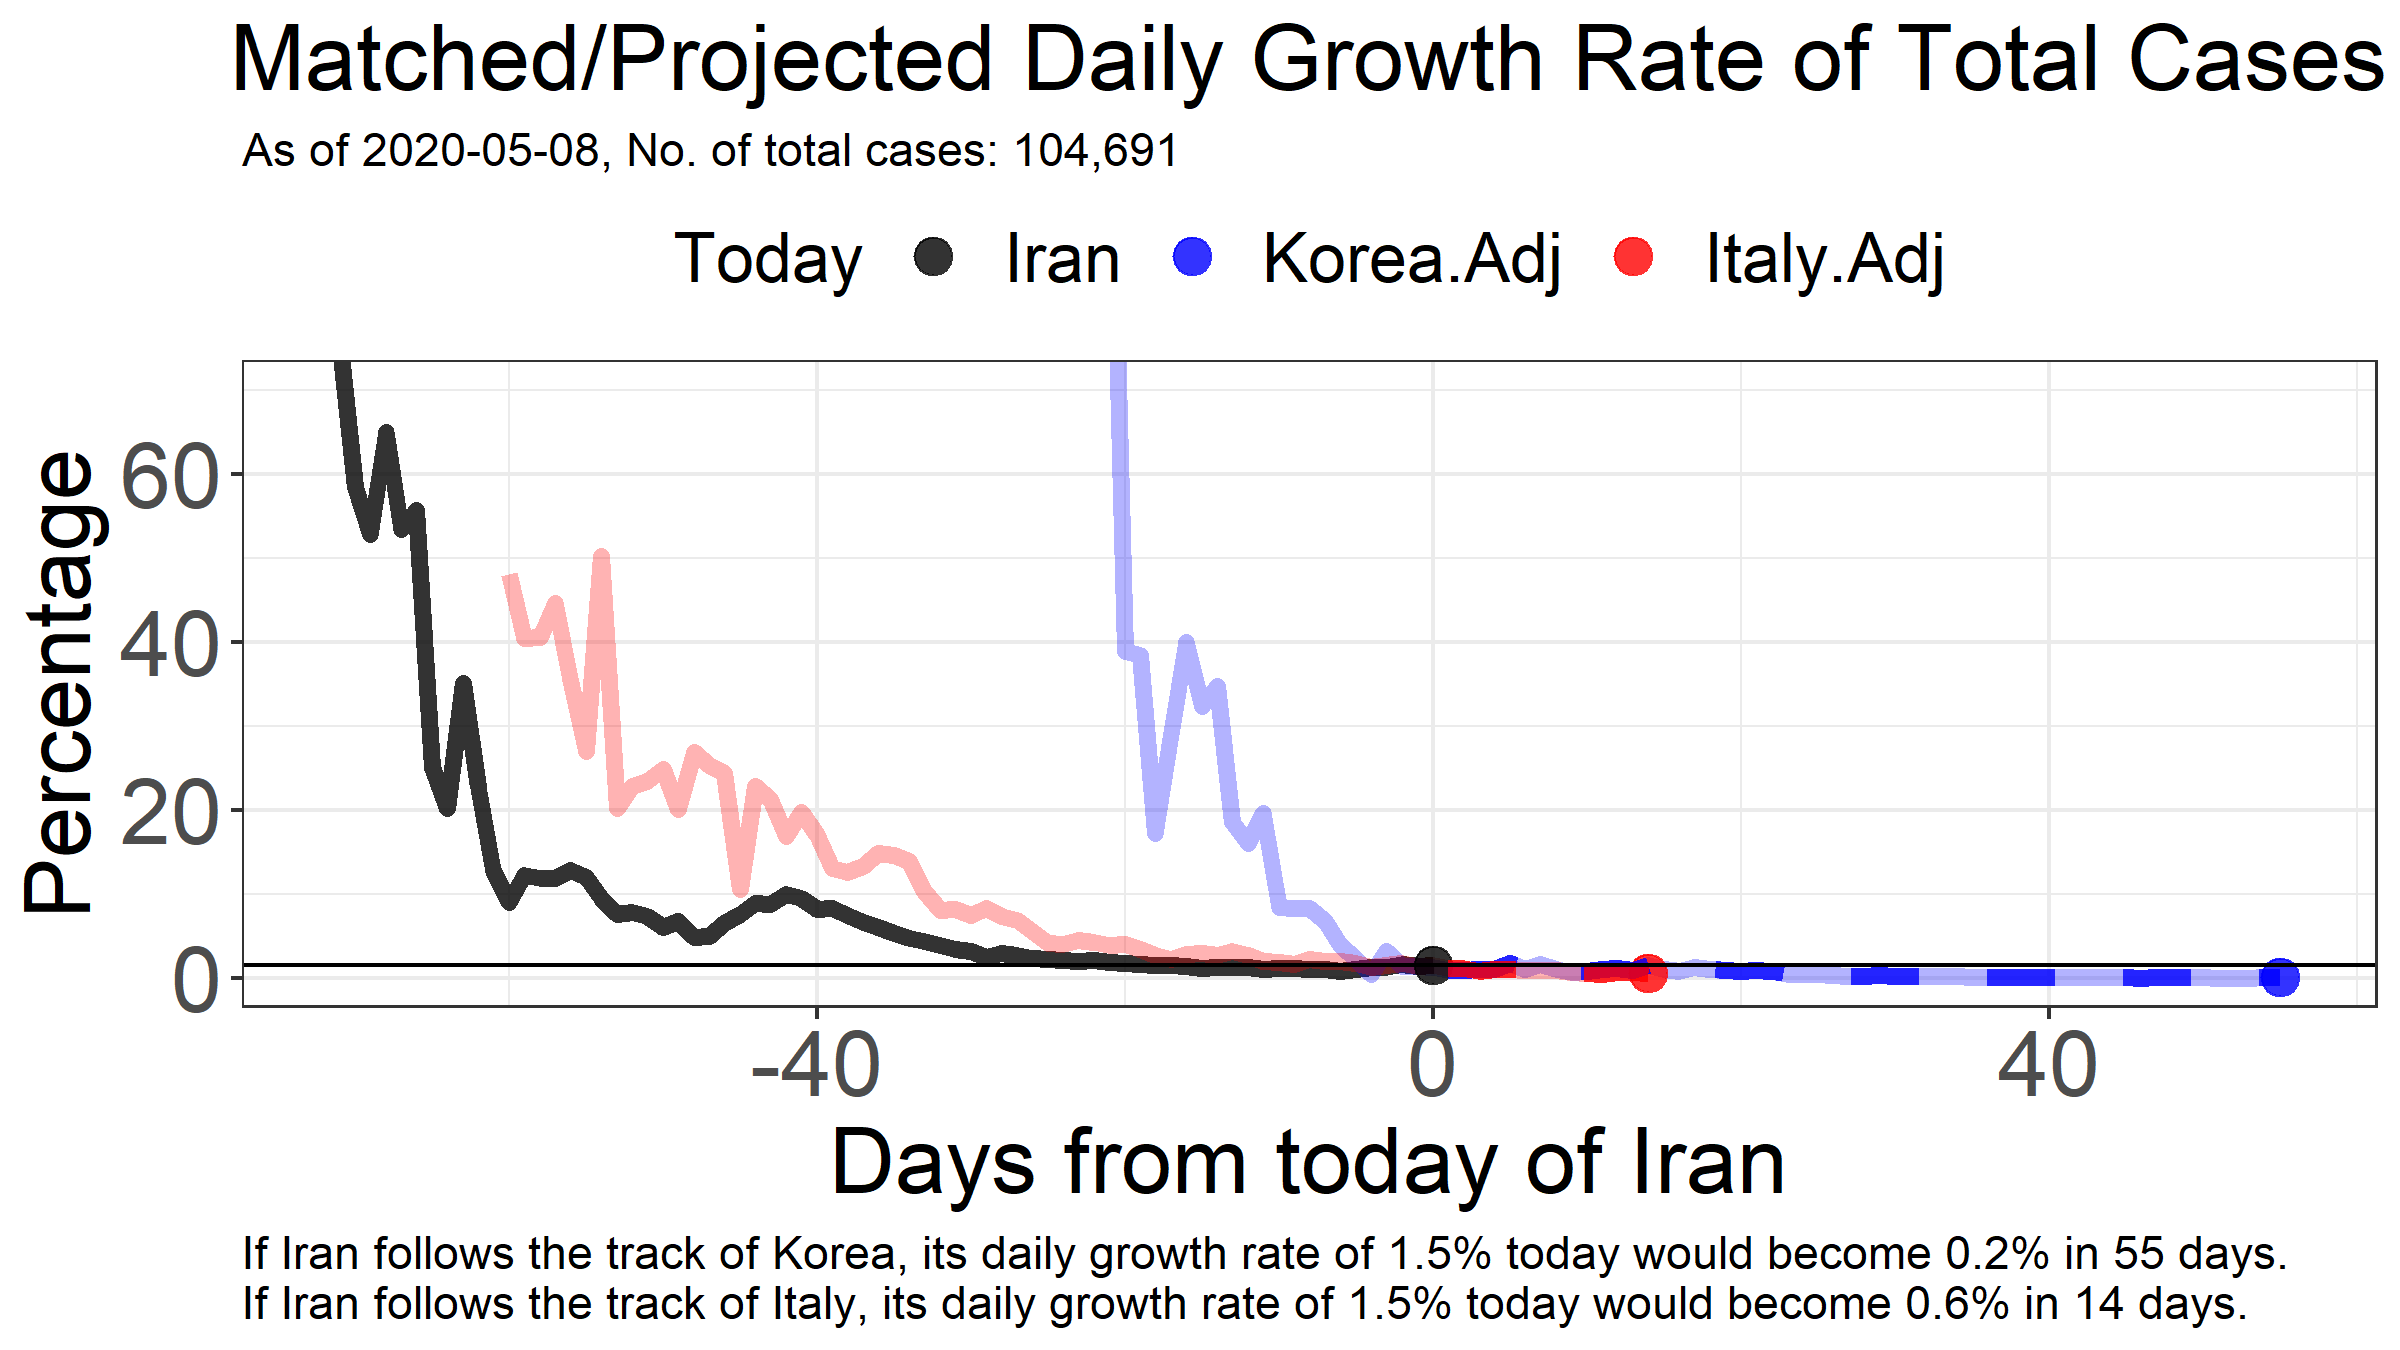 Matched/Projected Daily Growth Rate of Total Cases
As of 2020-05-08, No. of total cases: 104,691
Today Iran Korea.Adj Italy.Adj
Percentage
60
40
20
0
-40 0 40
Days from today of Iran
If Iran follows the track of Korea, its daily growth rate of 1.5% today would become 0.2% in 55 days.
If Iran follows the track of Italy, its daily growth rate of 1.5% today would become 0.6% in 14 days.